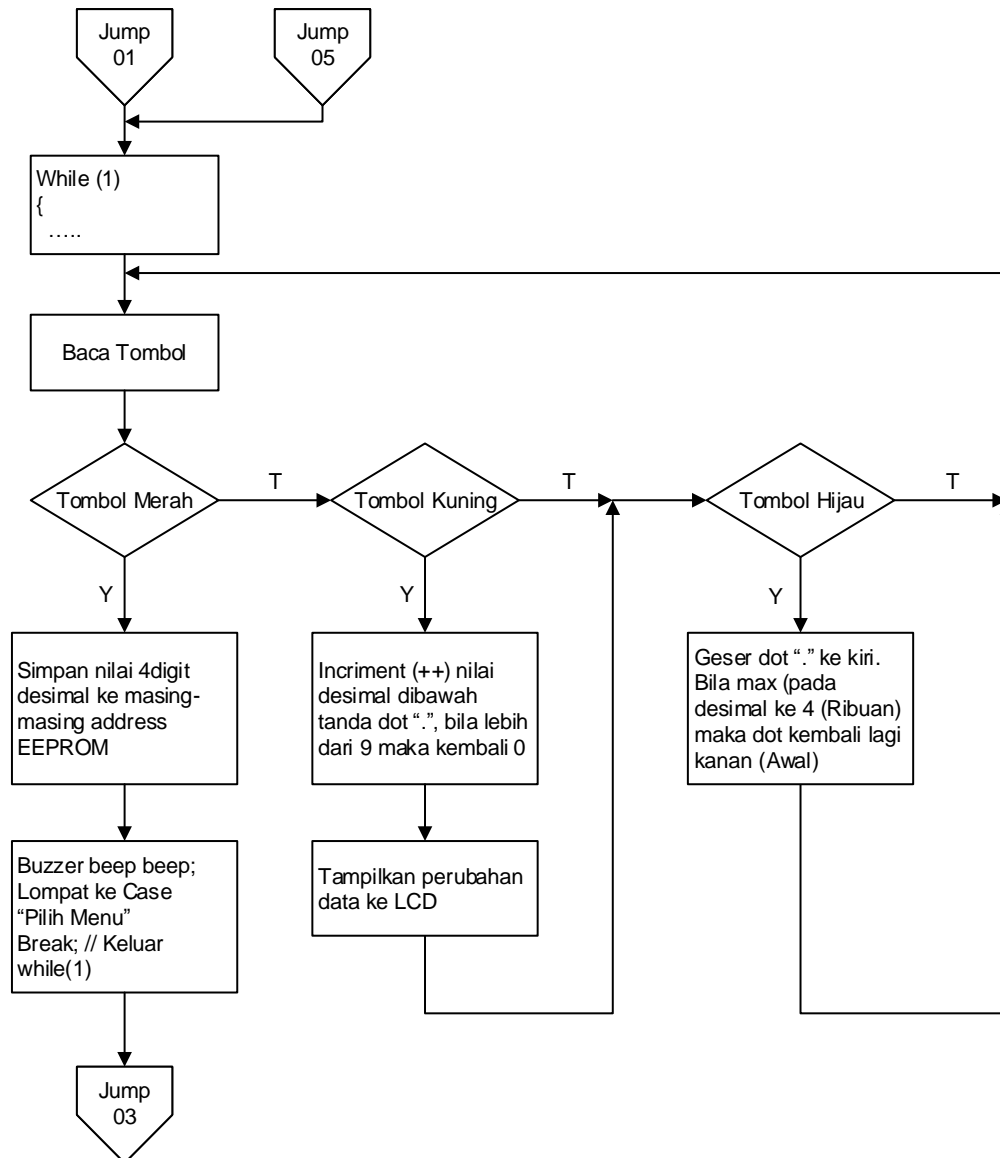 Jump
01
Jump
05
While (1)
{
.....
Baca Tombol
Tombol Merah
T
Tombol Kuning
T
Tombol Hijau
T
Y
Y
Y
Simpan nilai 4digit
desimal ke masing-
masing address
EEPROM
Incriment (++) nilai
desimal dibawah
tanda dot “.”, bila lebih
dari 9 maka kembali 0
Geser dot “.” ke kiri.
Bila max (pada
desimal ke 4 (Ribuan)
maka dot kembali lagi
kanan (Awal)
Buzzer beep beep;
Lompat ke Case
“Pilih Menu”
Break; // Keluar
while(1)
Tampilkan perubahan
data ke LCD
Jump
03